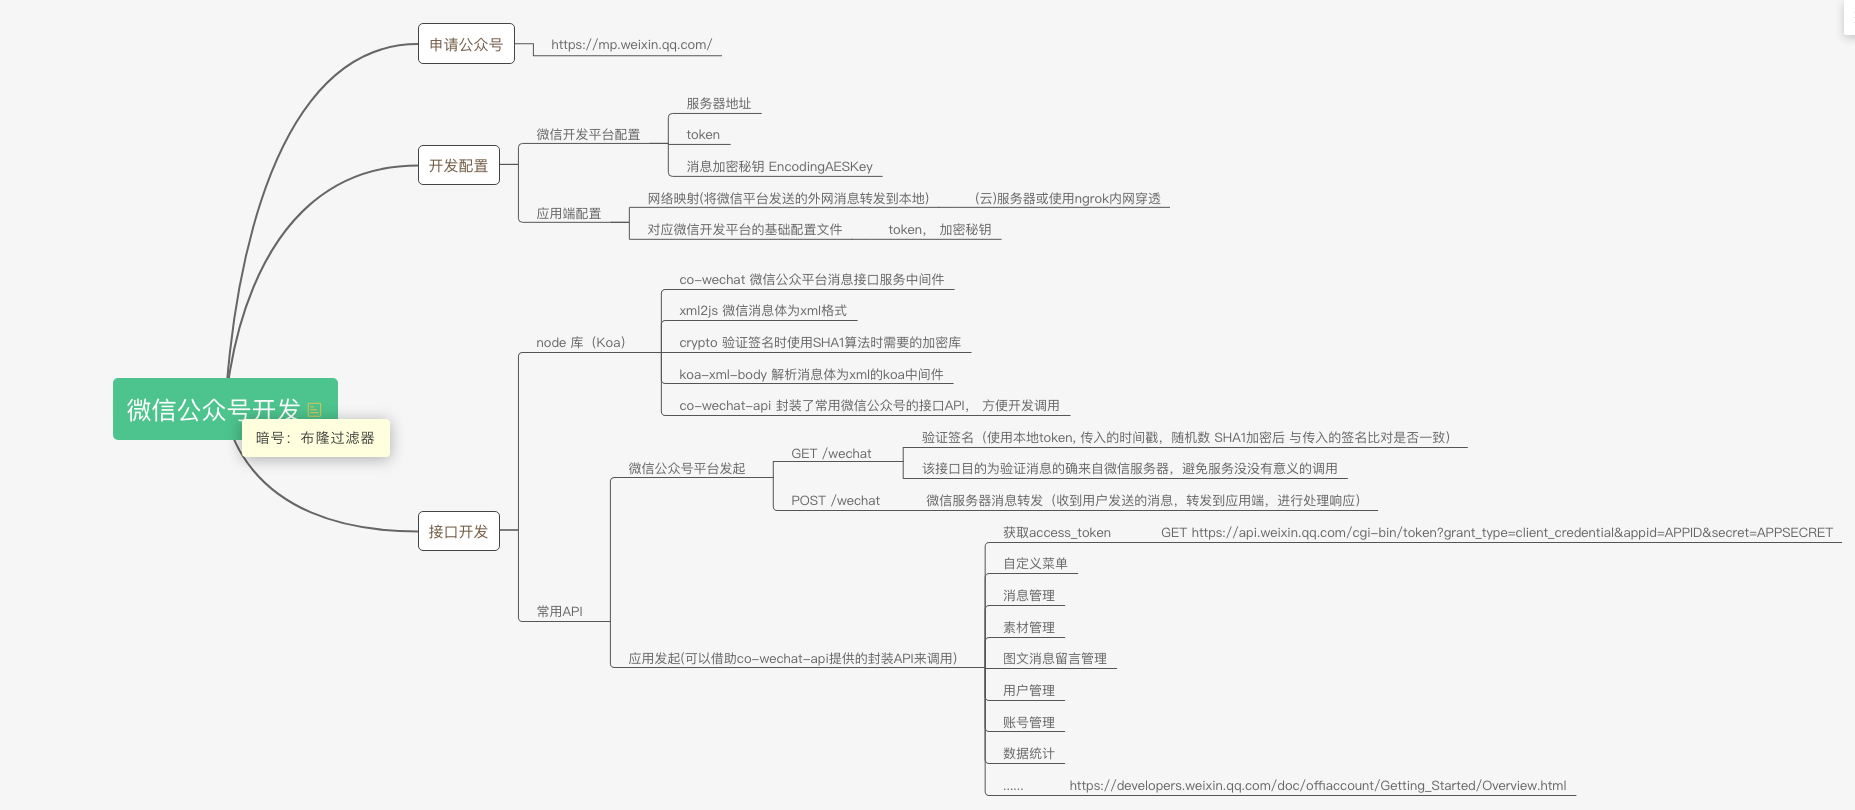 申请公众号
https://mp.weixin.qq.com/
服务器地址
微信开发平台配置
token
消息加密秘钥 EncodingAESKey
开发配置
网络映射(将微信平台发送的外网消息转发到本地)
(云)服务器或使用ngrok内网穿透
应用端配置
对应微信开发平台的基础配置文件
token， 加密秘钥
co-wechat 微信公众平台消息接口服务中间件
xml2js 微信消息体为xml格式
node 库（Koa）
crypto 验证签名时使用SHA1算法时需要的加密库
koa-xml-body 解析消息体为xml的koa中间件
co-wechat-api 封装了常用微信公众号的接口API， 方便开发调用
微信公众号开发
暗号：布隆过滤器
验证签名（使用本地token, 传入的时间戳，随机数 SHA1加密后 与传入的签名比对是否一致）
GET /wechat
微信公众号平台发起
该接口目的为验证消息的确来自微信服务器，避免服务没没有意义的调用
POST /wechat
微信服务器消息转发（收到用户发送的消息，转发到应用端，进行处理响应）
接口开发
获取access_token
GET https://api.weixin.qq.com/cgi-bin/token?grant_type=client_credential&appid=APPID&secret=APPSECRET
自定义菜单
消息管理
常用API
素材管理
应用发起(可以借助co-wechat-api提供的封装API来调用)
图文消息留言管理
用户管理
账号管理
数据统计
......
https://developers.weixin.qq.com/doc/offiaccount/Getting_Started/Overview.html